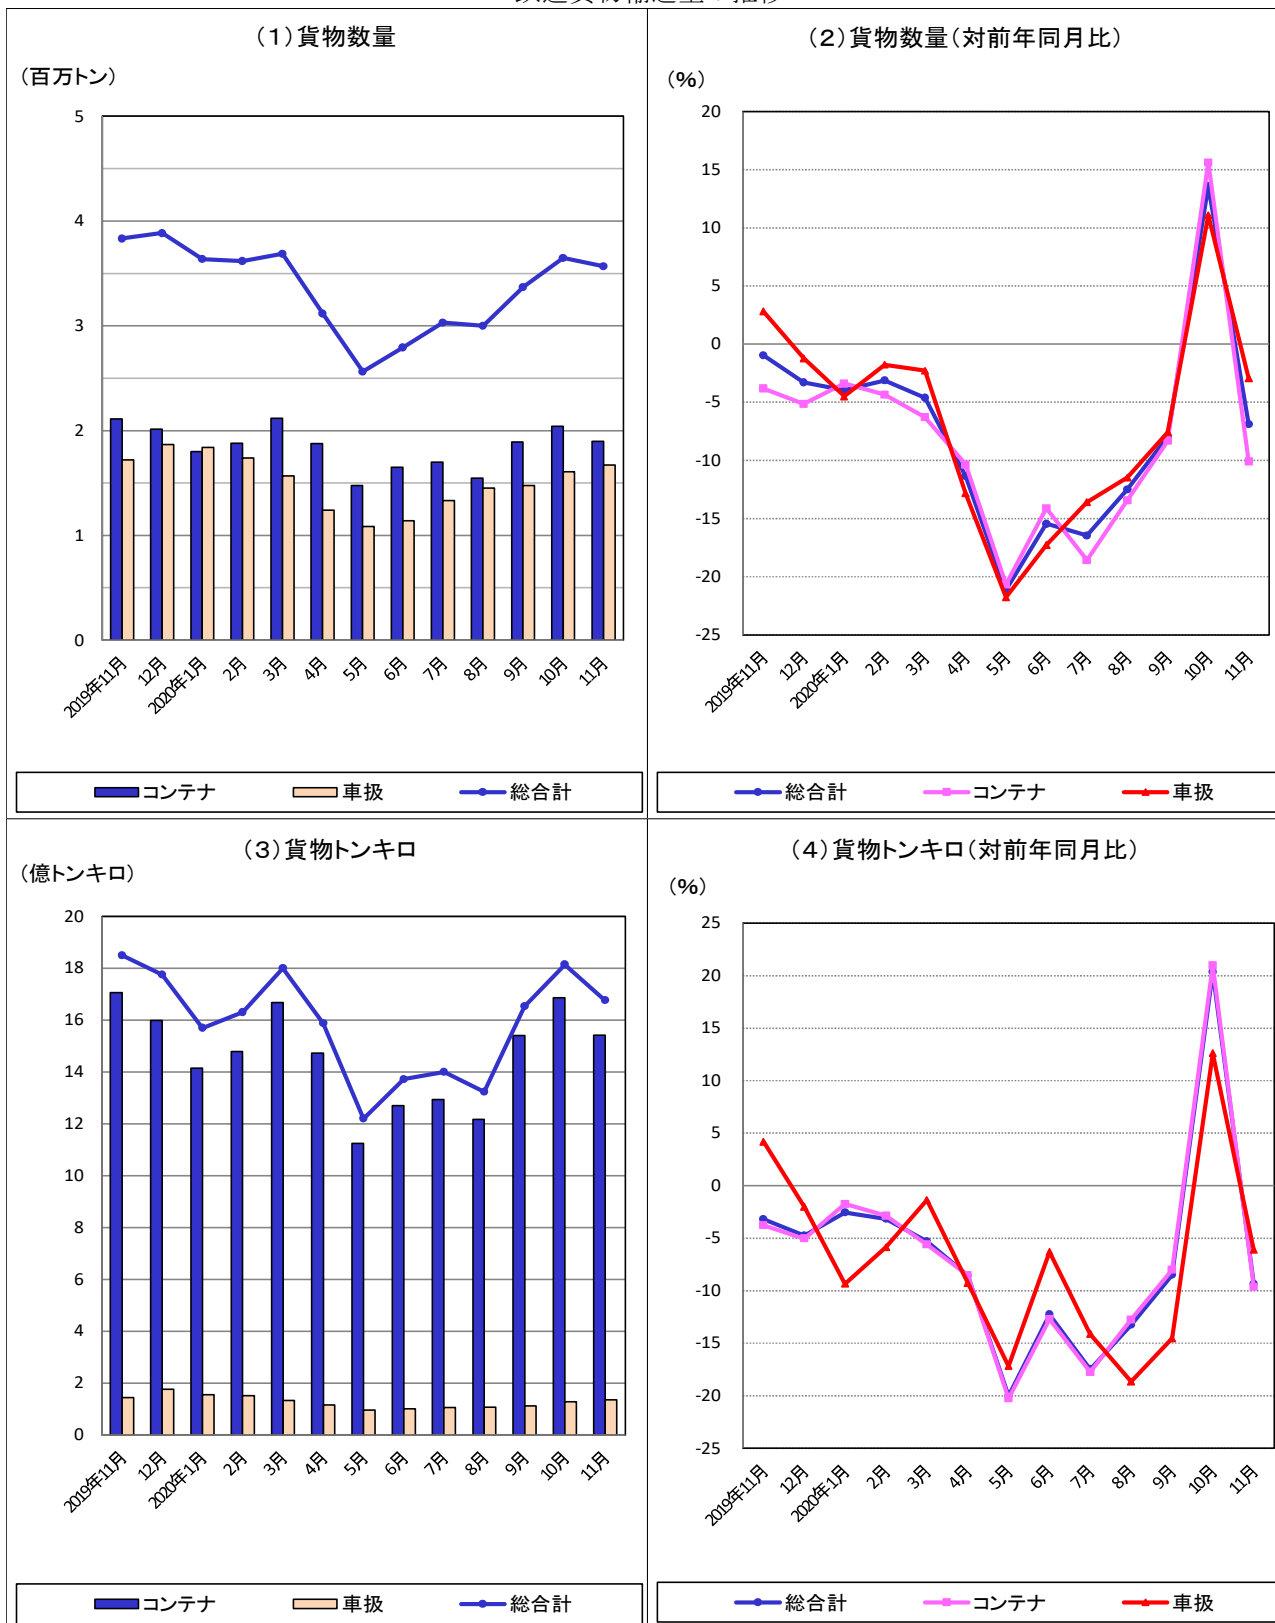 (1)貨物数量
(百万トン)
5
4
3
2
1
0
2019年11月
12月
2020年1月
2月
3月
4月
5月
6月
7月
8月
9月
10月
11月
コンテナ 車扱 総合計
(2)貨物数量(対前年同月比)
(%)
20
15
10
5
0
-5
-10
-15
-20
-25
2019年11月
12月
2020年1月
2月
3月
4月
5月
6月
7月
8月
9月
10月
11月
総合計 コンテナ 車扱
(3)貨物トンキロ
(億トンキロ)
20
18
16
14
12
10
8
6
4
2
0
2019年11月
12月
2020年1月
2月
3月
4月
5月
6月
7月
8月
9月
10月
11月
コンテナ 車扱 総合計
(4)貨物トンキロ(対前年同月比)
(%)
25
20
15
10
5
0
-5
-10
-15
-20
-25
2019年11月
12月
2020年1月
2月
3月
4月
5月
6月
7月
8月
9月
10月
11月
総合計 コンテナ 車扱